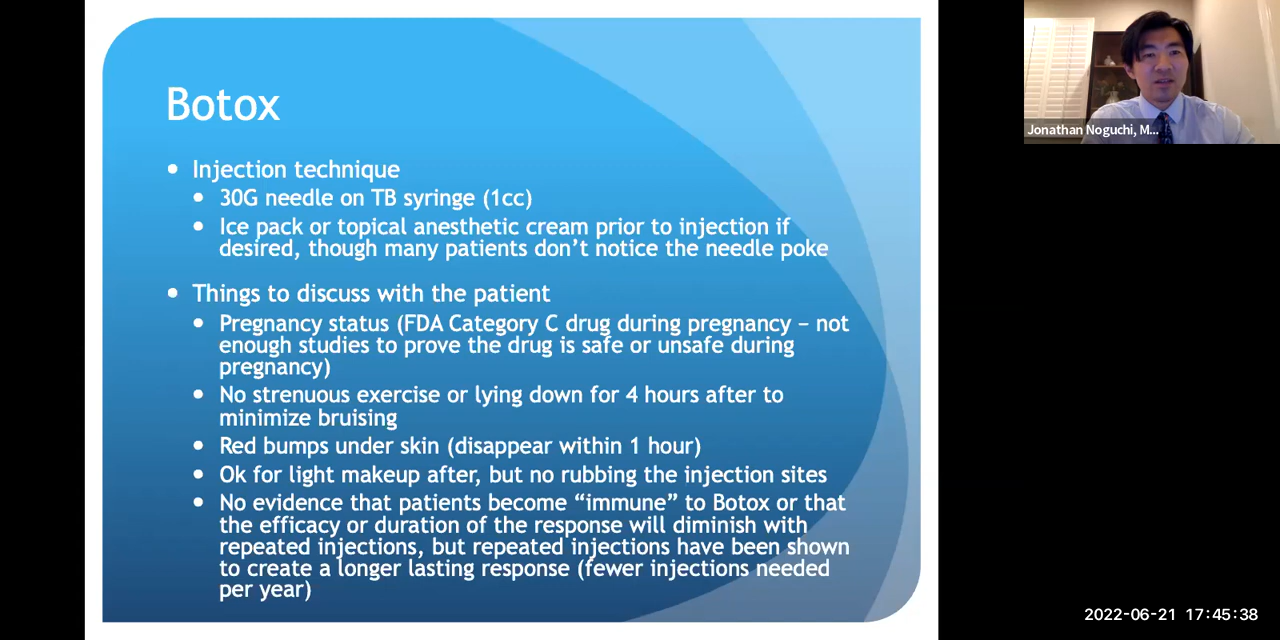 Botox
• Injection technique
• 30G needle on TB syringe (1cc)
• Ice pack or topical anesthetic cream prior to injection if
desired, though many patients don’t notice the needle poke
• Things to discuss with the patient
• Pregnancy status (FDA Category C drug during pregnancy – not
enough studies to prove the drug is safe or unsafe during
pregnancy)
• No strenuous exercise or lying down for 4 hours after to
minimize bruising
• Red bumps under skin (disappear within 1 hour)
• Ok for light makeup after, but no rubbing the injection sites
• No evidence that patients become “immune” to Botox or that
the efficacy or duration of the response will diminish with
repeated injections, but repeated injections have been shown
to create a longer lasting response (fewer injections needed
per year)
Jonathan Noguchi, M...
2022-06-21 17:45:38